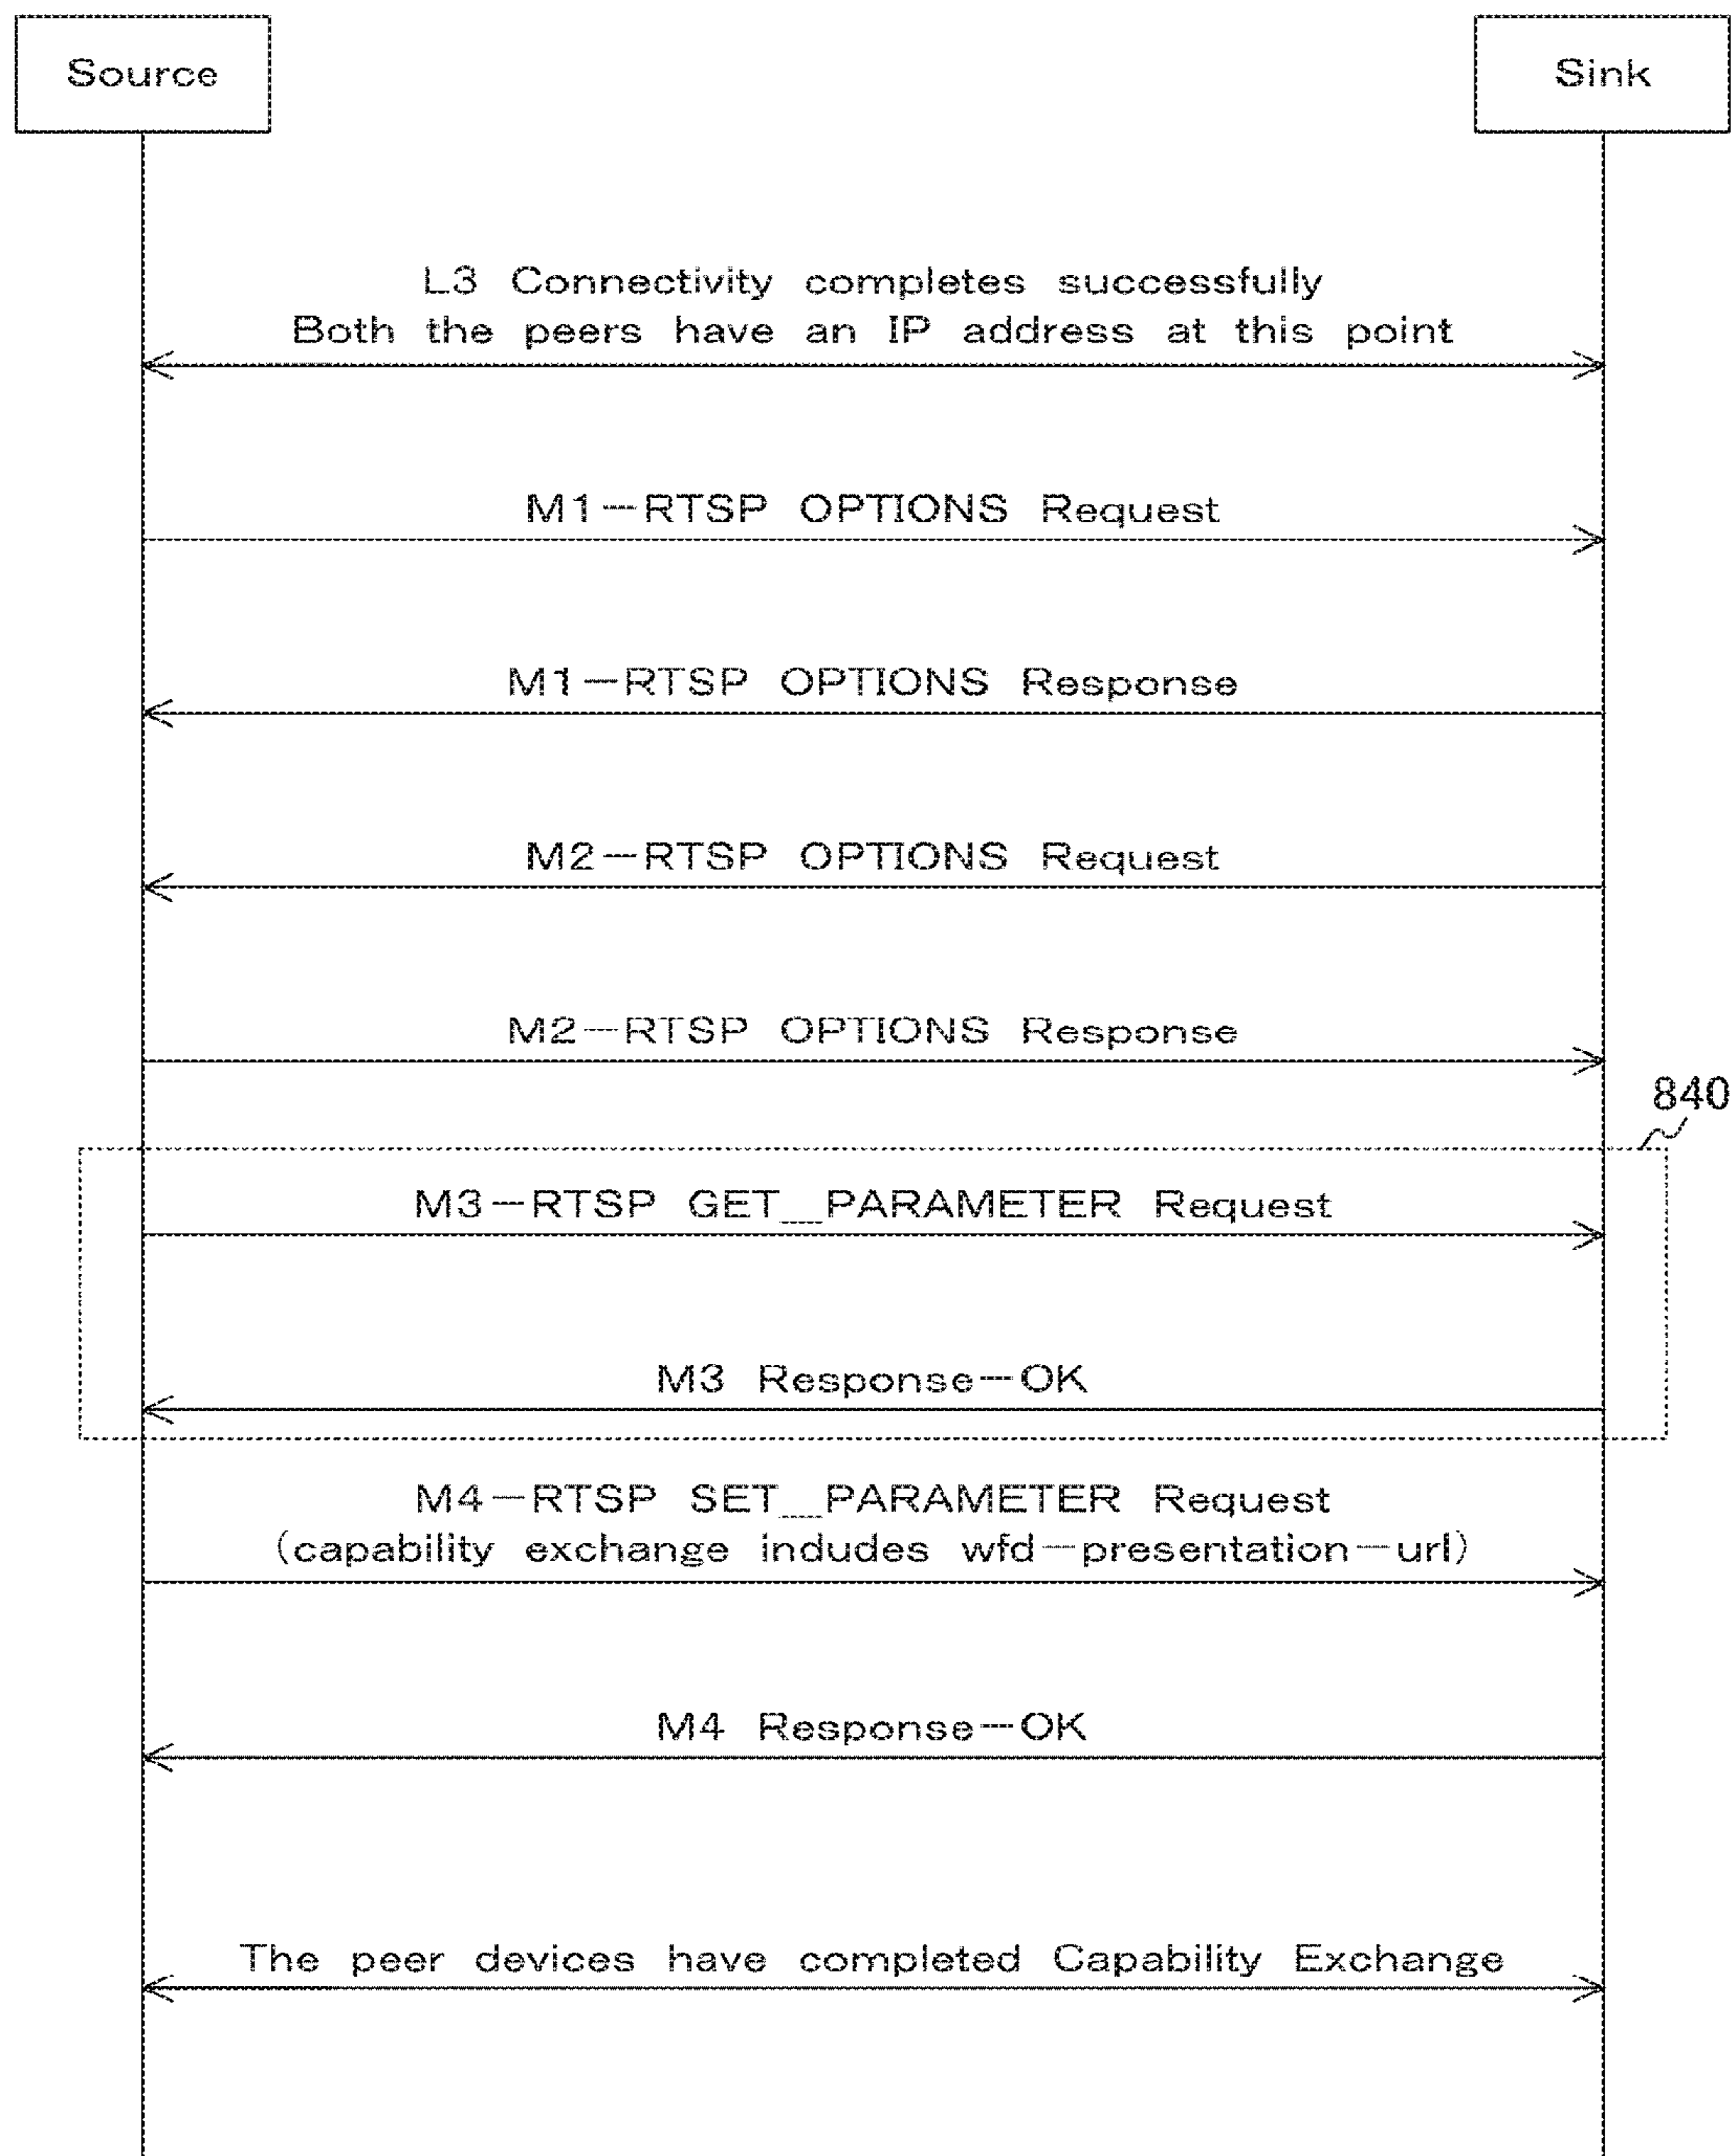 Source
Sink
L3 Connectivity completes successfully
Both the peers have an IP address at this point
M1-RTSP OPTIONS Request
M1-RTSP OPTIONS Response
M2-RTSP OPTIONS Request
M2-RTSP OPTIONS Response
840
M3-RTSP GET_PARAMETER Request
M3 Response-OK
M4-RTSP SET_PARAMETER Request
(capability exchange indudes wfd-presentation-url)
M4 Response-OK
The peer devices have completed Capability Exchange